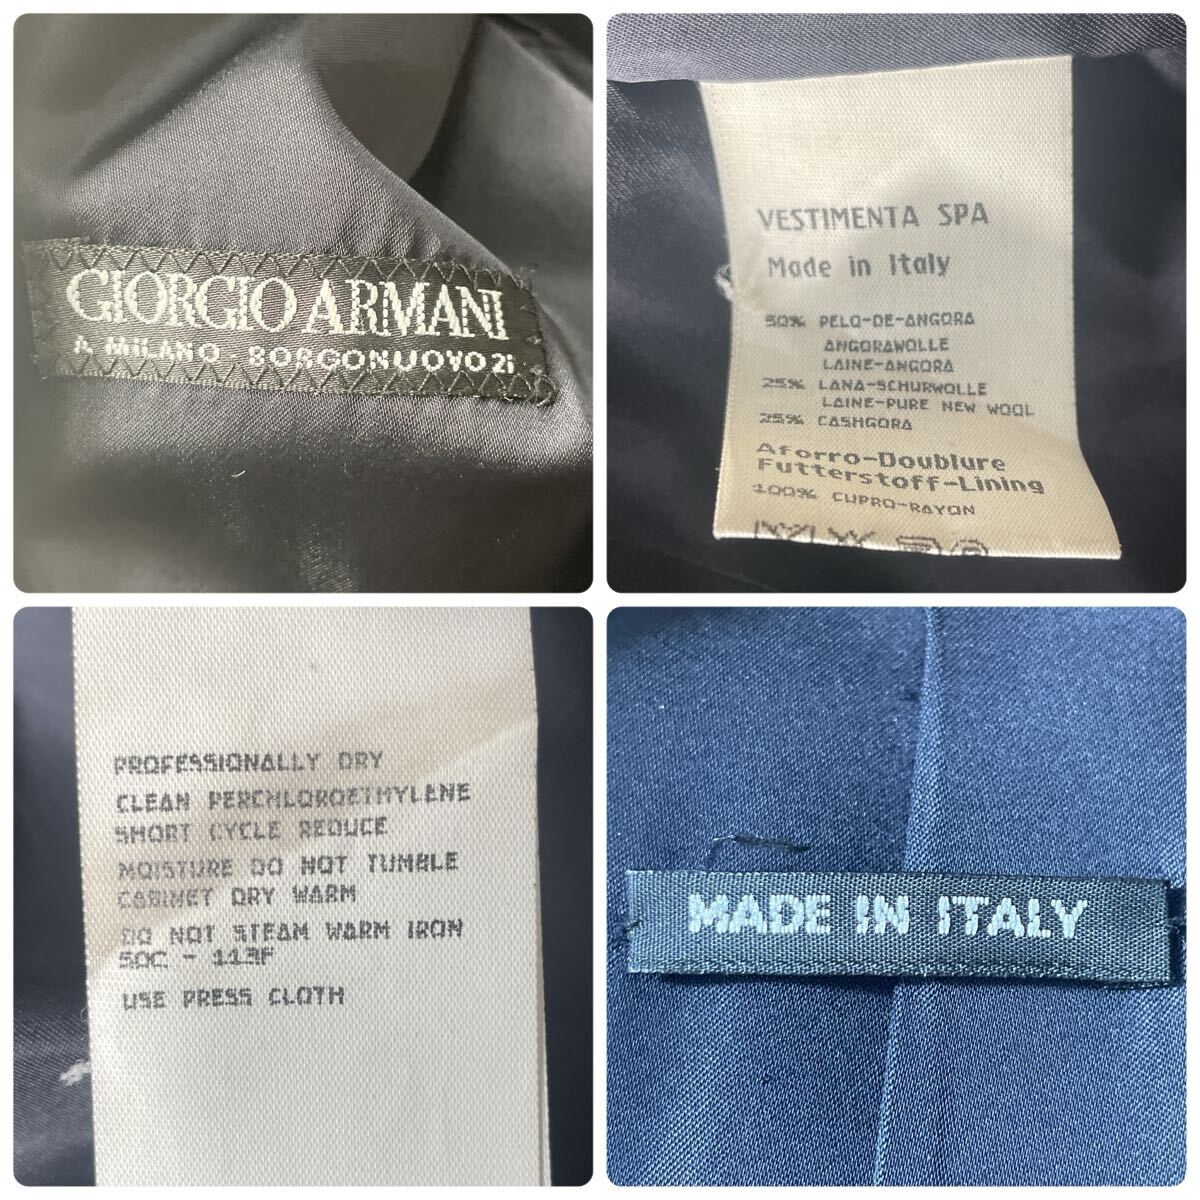 GIORGIO ARMANI
A MILANO - BORGONUOVO 21
VESTIMENTA SPA
Made in Italy
50% PELO-DE-ANGORA
ANGORAWOLLE
LAINE-ANGORA
25% LANA-SCHURWOLLE
LAINE-PURE NEW WOOL
25% CASHGORA
Aforro-Doublure
Futterstoff-Lining
100% CUPRO-RAYON
PROFESSIONALLY DRY
CLEAN PERCHLOROETHYLENE
SHORT CYCLE REDUCE
MOISTURE DO NOT TUMBLE
CABINET DRY WARM
DO NOT STEAM WARM IRON
50C - 113F
USE PRESS CLOTH
MADE IN ITALY